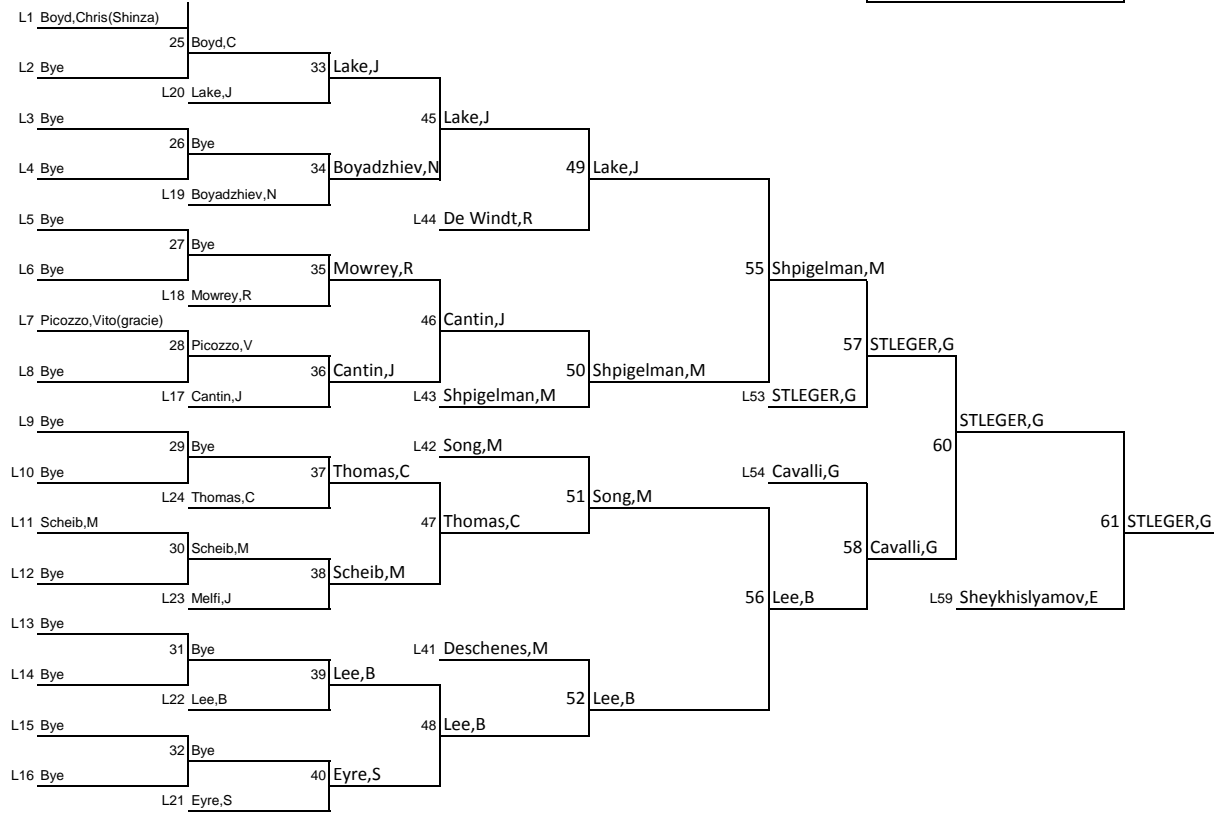 L1 Boyd,Chris(Shinza)
25 Boyd,C
L2 Bye
33 Lake,J
L20 Lake,J
L3 Bye
45 Lake,J
26 Bye
L4 Bye
34 Boyadzhiev,N
49 Lake,J
L19 Boyadzhiev,N
L5 Bye
L44 De Windt,R
27 Bye
L6 Bye
35 Mowrey,R
55 Shpigelman,M
L18 Mowrey,R
L7 Picozzo,Vito(gracie)
46 Cantin,J
28 Picozzo,V
57 STLEGER,G
L8 Bye
36 Cantin,J
50 Shpigelman,M
L17 Cantin,J
L43 Shpigelman,M
L53 STLEGER,G
L9 Bye
STLEGER,G
29 Bye
L42 Song,M
60
L10 Bye
37 Thomas,C
L54 Cavalli,G
L24 Thomas,C
51 Song,M
L11 Scheib,M
47 Thomas,C
61 STLEGER,G
30 Scheib,M
58 Cavalli,G
L12 Bye
38 Scheib,M
L23 Melfi,J
56 Lee,B
L59 Sheykhislyamov,E
L13 Bye
31 Bye
L41 Deschenes,M
L14 Bye
39 Lee,B
L22 Lee,B
52 Lee,B
L15 Bye
48 Lee,B
32 Bye
L16 Bye
40 Eyre,S
L21 Eyre,S